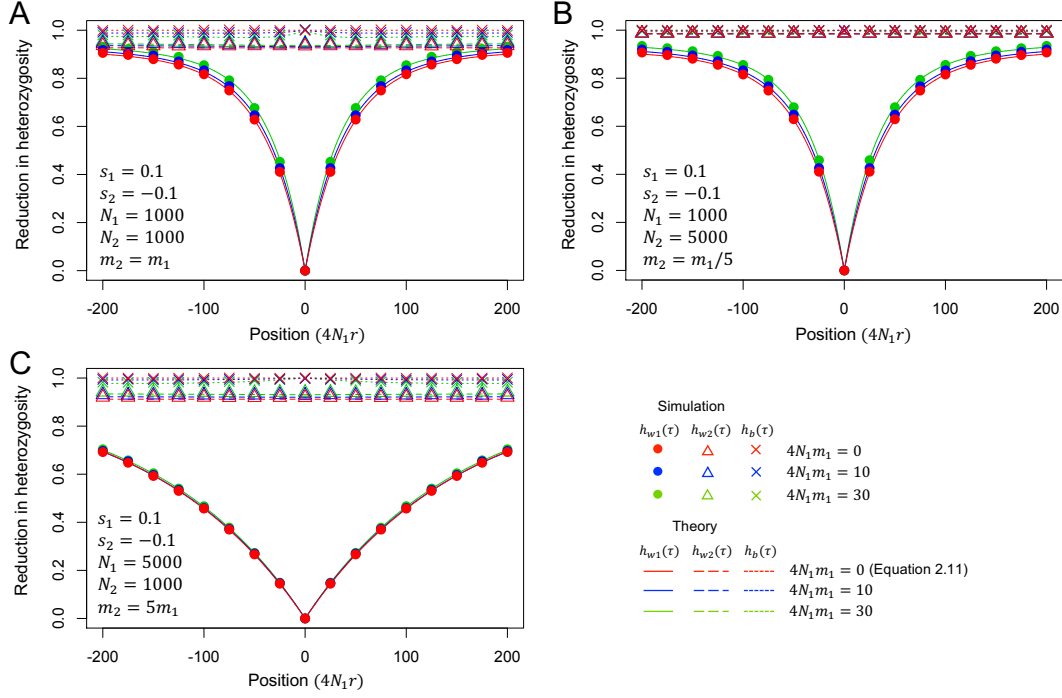 A
Reduction in heterozygosity
1.0
0.8
0.6
0.4
0.2
0.0
s₁ = 0.1
s₂ = −0.1
N₁ = 1000
N₂ = 1000
m₂ = m₁
-200 -100 0 100 200
Position (4N₁r)
B
Reduction in heterozygosity
1.0
0.8
0.6
0.4
0.2
0.0
s₁ = 0.1
s₂ = −0.1
N₁ = 1000
N₂ = 5000
m₂ = m₁/5
-200 -100 0 100 200
Position (4N₁r)
C
Reduction in heterozygosity
1.0
0.8
0.6
0.4
0.2
0.0
s₁ = 0.1
s₂ = −0.1
N₁ = 5000
N₂ = 1000
m₂ = 5m₁
-200 -100 0 100 200
Position (4N₁r)
Simulation
h_w1(τ) h_w2(τ) h_b(τ)
4N₁m₁ = 0
4N₁m₁ = 10
4N₁m₁ = 30
Theory
h_w1(τ) h_w2(τ) h_b(τ)
4N₁m₁ = 0 (Equation 2.11)
4N₁m₁ = 10
4N₁m₁ = 30